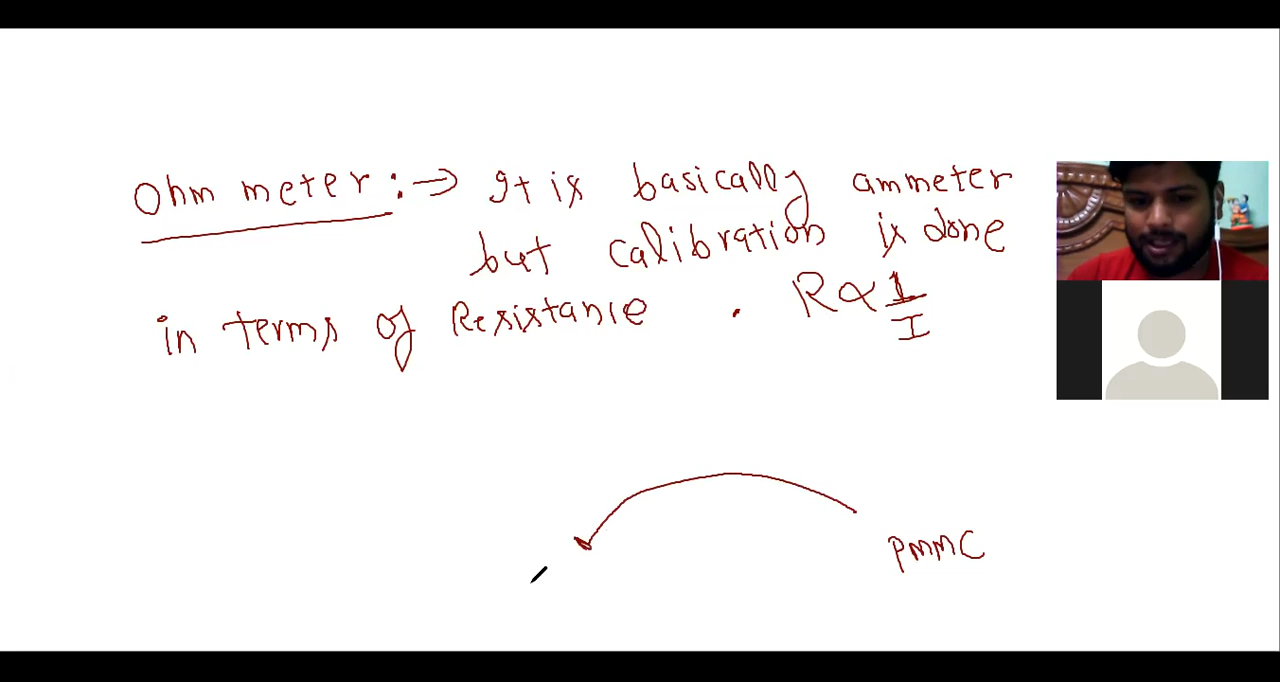 Ohm meter :→ It is basically ammeter
but calibration is done
in terms of Resistance . R ∝ 1/I
PMMC